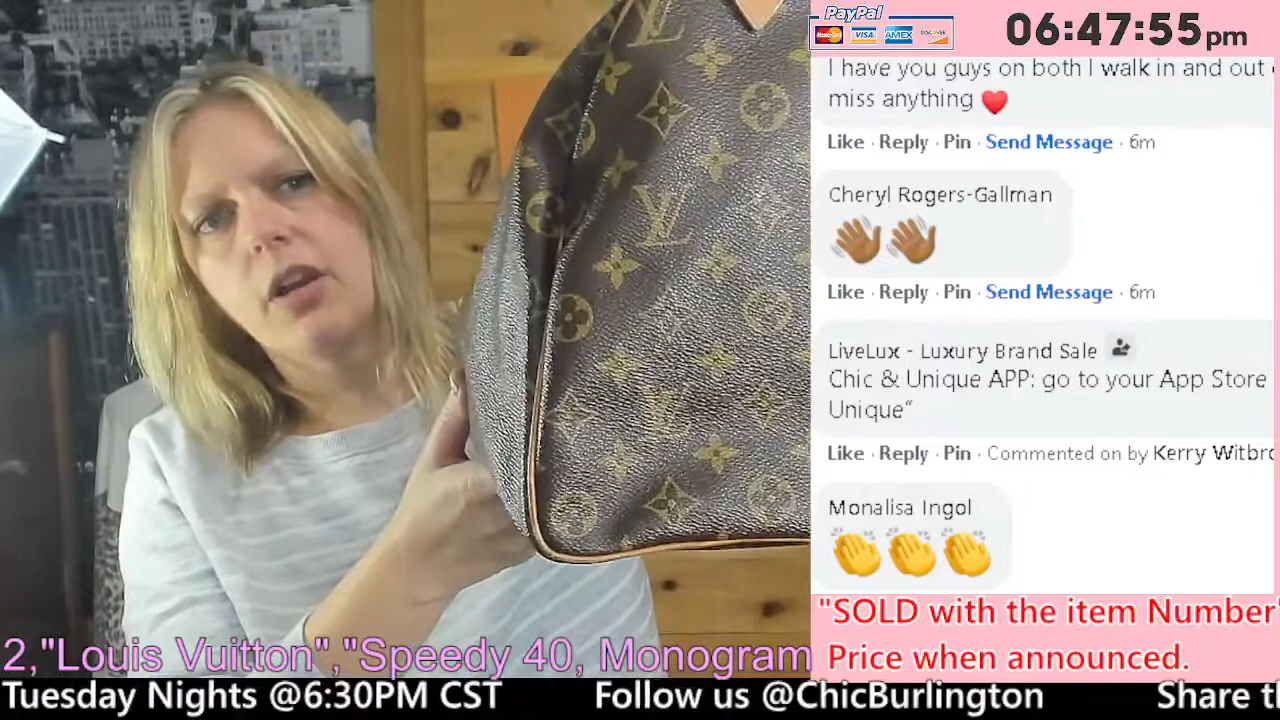 PayPal
MasterCard VISA AMEX DISCOVER
06:47:55pm
I have you guys on both I walk in and out
miss anything ❤️
Like · Reply · Pin · Send Message · 6m
Cheryl Rogers-Gallman
👋🏾👋🏾
Like · Reply · Pin · Send Message · 6m
LiveLux - Luxury Brand Sale
Chic & Unique APP: go to your App Store
Unique"
Like · Reply · Pin · Commented on by Kerry
Monalisa Ingol
👏👏👏
"SOLD with the item Number"
Price when announced.
2,"Louis Vuitton","Speedy 40, Monogram
Tuesday Nights @6:30PM CST Follow us @ChicBurlington Share